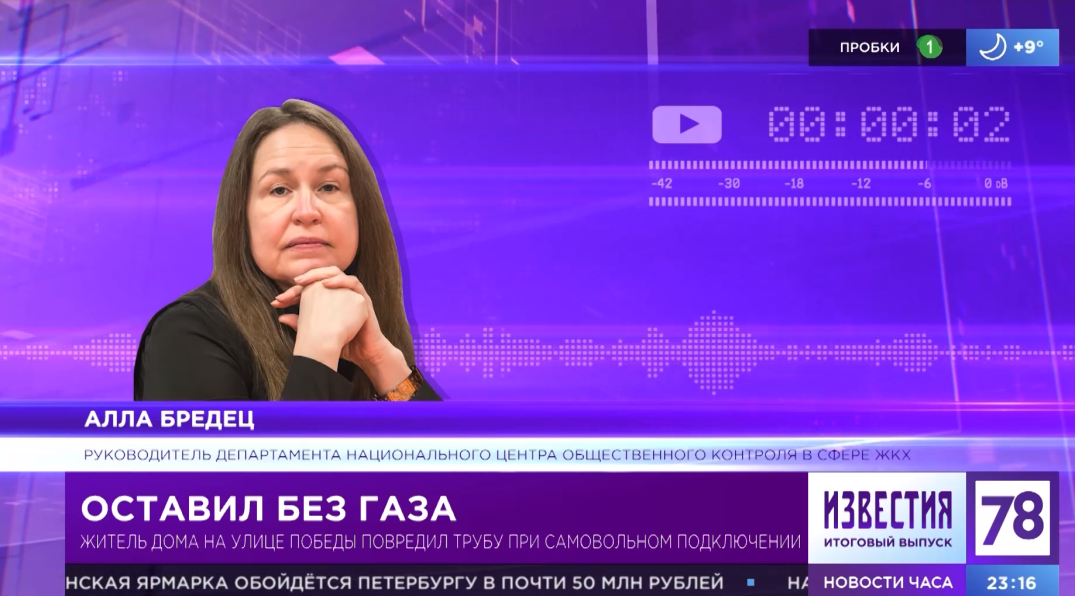 ПРОБКИ 1 +9°
00:00:02
-42 -30 -18 -12 -6 0 dB
АЛЛА БРЕДЕЦ
РУКОВОДИТЕЛЬ ДЕПАРТАМЕНТА НАЦИОНАЛЬНОГО ЦЕНТРА ОБЩЕСТВЕННОГО КОНТРОЛЯ В СФЕРЕ ЖКХ
ОСТАВИЛ БЕЗ ГАЗА
ЖИТЕЛЬ ДОМА НА УЛИЦЕ ПОБЕДЫ ПОВРЕДИЛ ТРУБУ ПРИ САМОВОЛЬНОМ ПОДКЛЮЧЕНИИ
ИЗВЕСТИЯ
ИТОГОВЫЙ ВЫПУСК
78
НСКАЯ ЯРМАРКА ОБОЙДЁТСЯ ПЕТЕРБУРГУ В ПОЧТИ 50 МЛН РУБЛЕЙ ▪ НА
НОВОСТИ ЧАСА 23:16